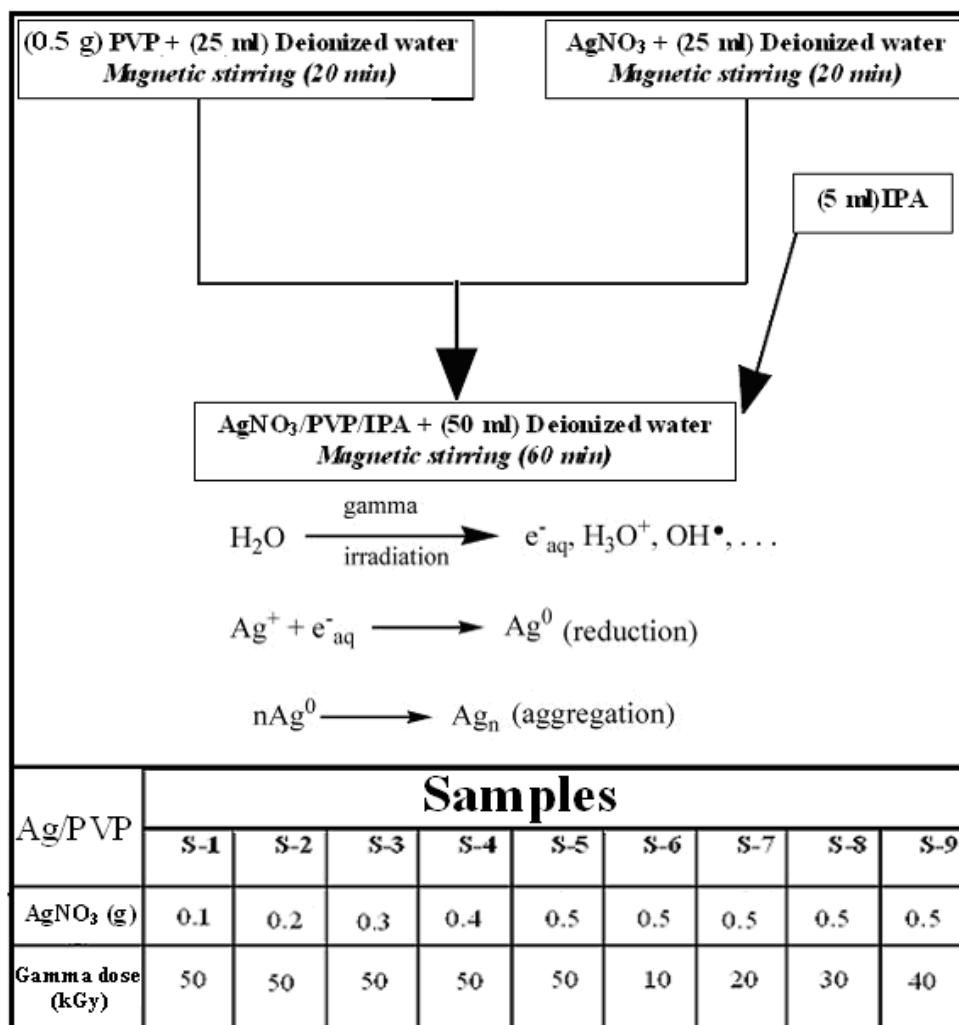 (0.5 g) PVP + (25 ml) Deionized water
Magnetic stirring (20 min)
AgNO₃ + (25 ml) Deionized water
Magnetic stirring (20 min)
(5 ml)IPA
AgNO₃/PVP/IPA + (50 ml) Deionized water
Magnetic stirring (60 min)
H₂O gamma irradiation e⁻aq, H₃O⁺, OH•, . . .
Ag⁺ + e⁻aq → Ag⁰ (reduction)
nAg⁰ → Agₙ (aggregation)
Ag/PVP Samples
S-1 S-2 S-3 S-4 S-5 S-6 S-7 S-8 S-9
AgNO₃ (g) 0.1 0.2 0.3 0.4 0.5 0.5 0.5 0.5 0.5
Gamma dose (kGy) 50 50 50 50 50 10 20 30 40